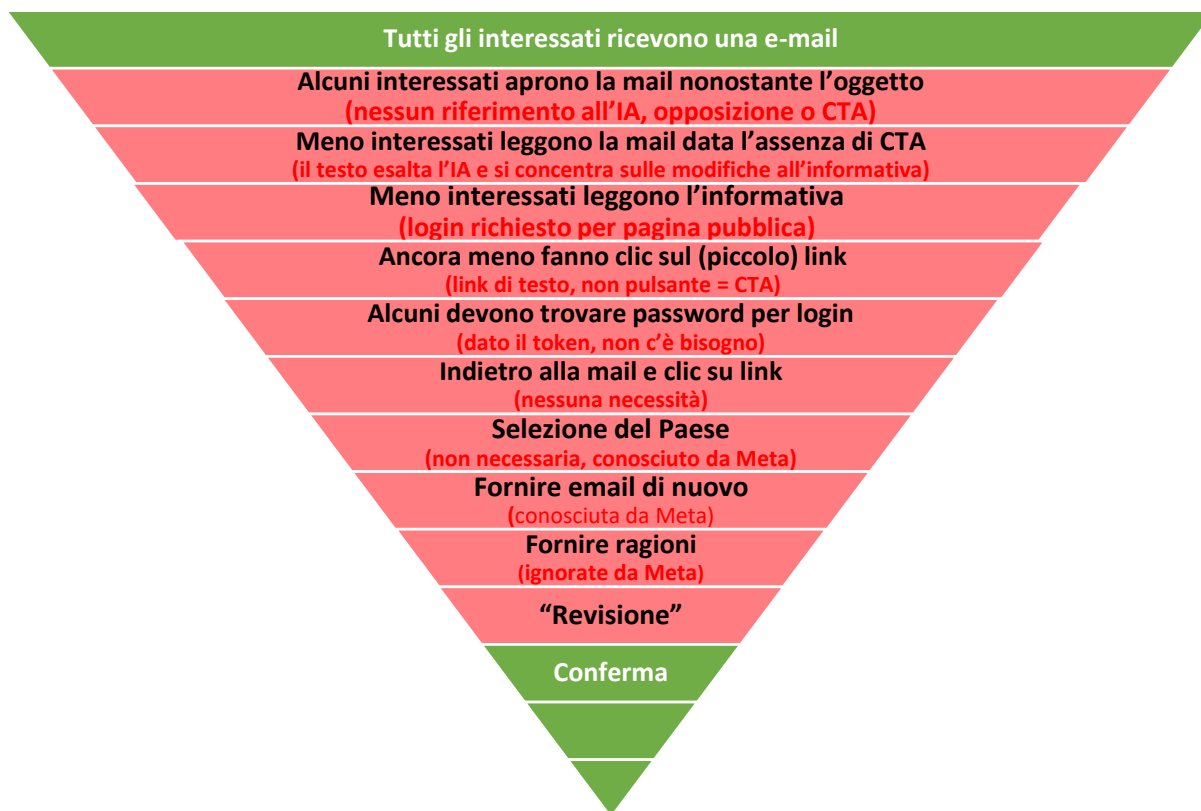 Tutti gli interessati ricevono una e-mail
Alcuni interessati aprono la mail nonostante l'oggetto
(nessun riferimento all'IA, opposizione o CTA)
Meno interessati leggono la mail data l'assenza di CTA
(il testo esalta l'IA e si concentra sulle modifiche all'informativa)
Meno interessati leggono l'informativa
(login richiesto per pagina pubblica)
Ancora meno fanno clic sul (piccolo) link
(link di testo, non pulsante = CTA)
Alcuni devono trovare password per login
(dato il token, non c'è bisogno)
Indietro alla mail e clic su link
(nessuna necessità)
Selezione del Paese
(non necessaria, conosciuto da Meta)
Fornire email di nuovo
(conosciuta da Meta)
Fornire ragioni
(ignorate da Meta)
“Revisione”
Conferma